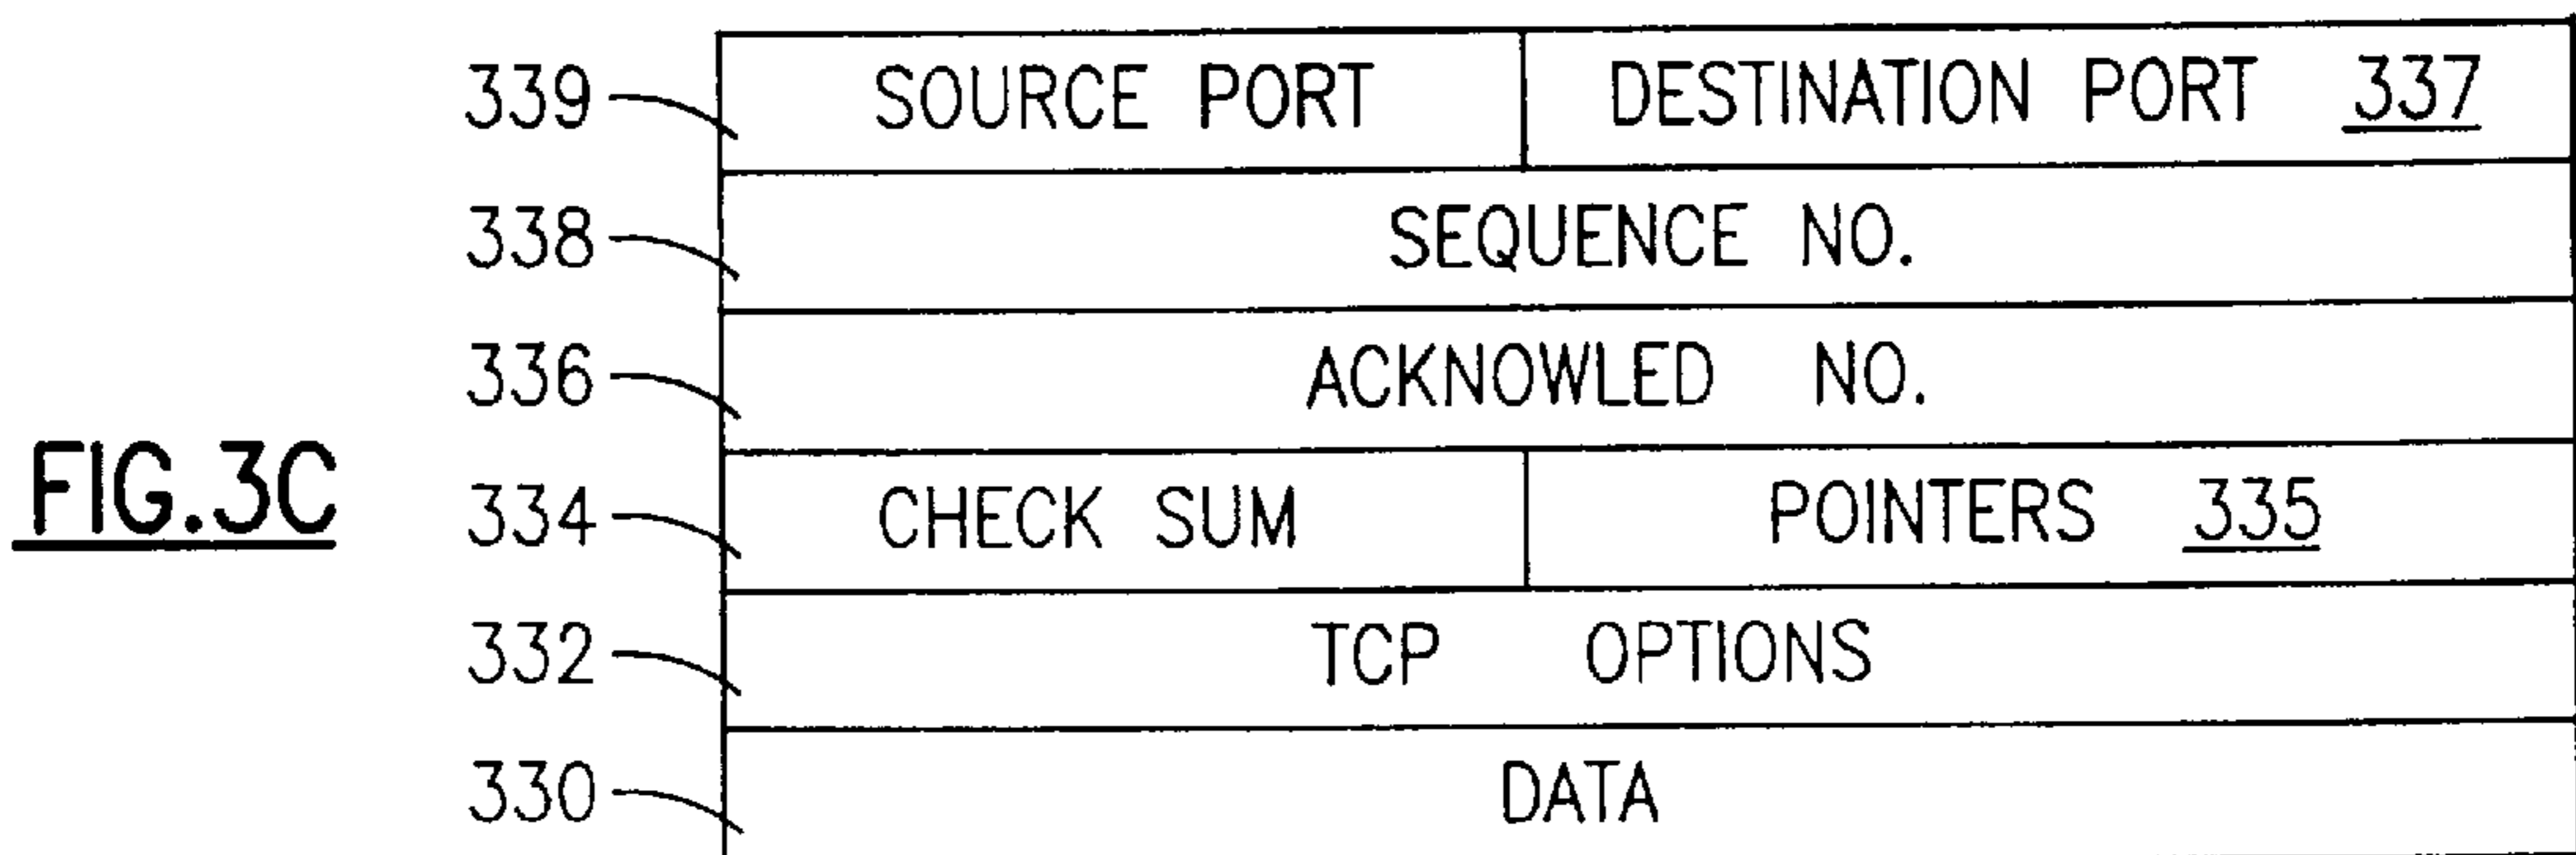 339 SOURCE PORT DESTINATION PORT 337
338 SEQUENCE NO.
336 ACKNOWLED NO.
FIG.3C
334 CHECK SUM POINTERS 335
332 TCP OPTIONS
330 DATA